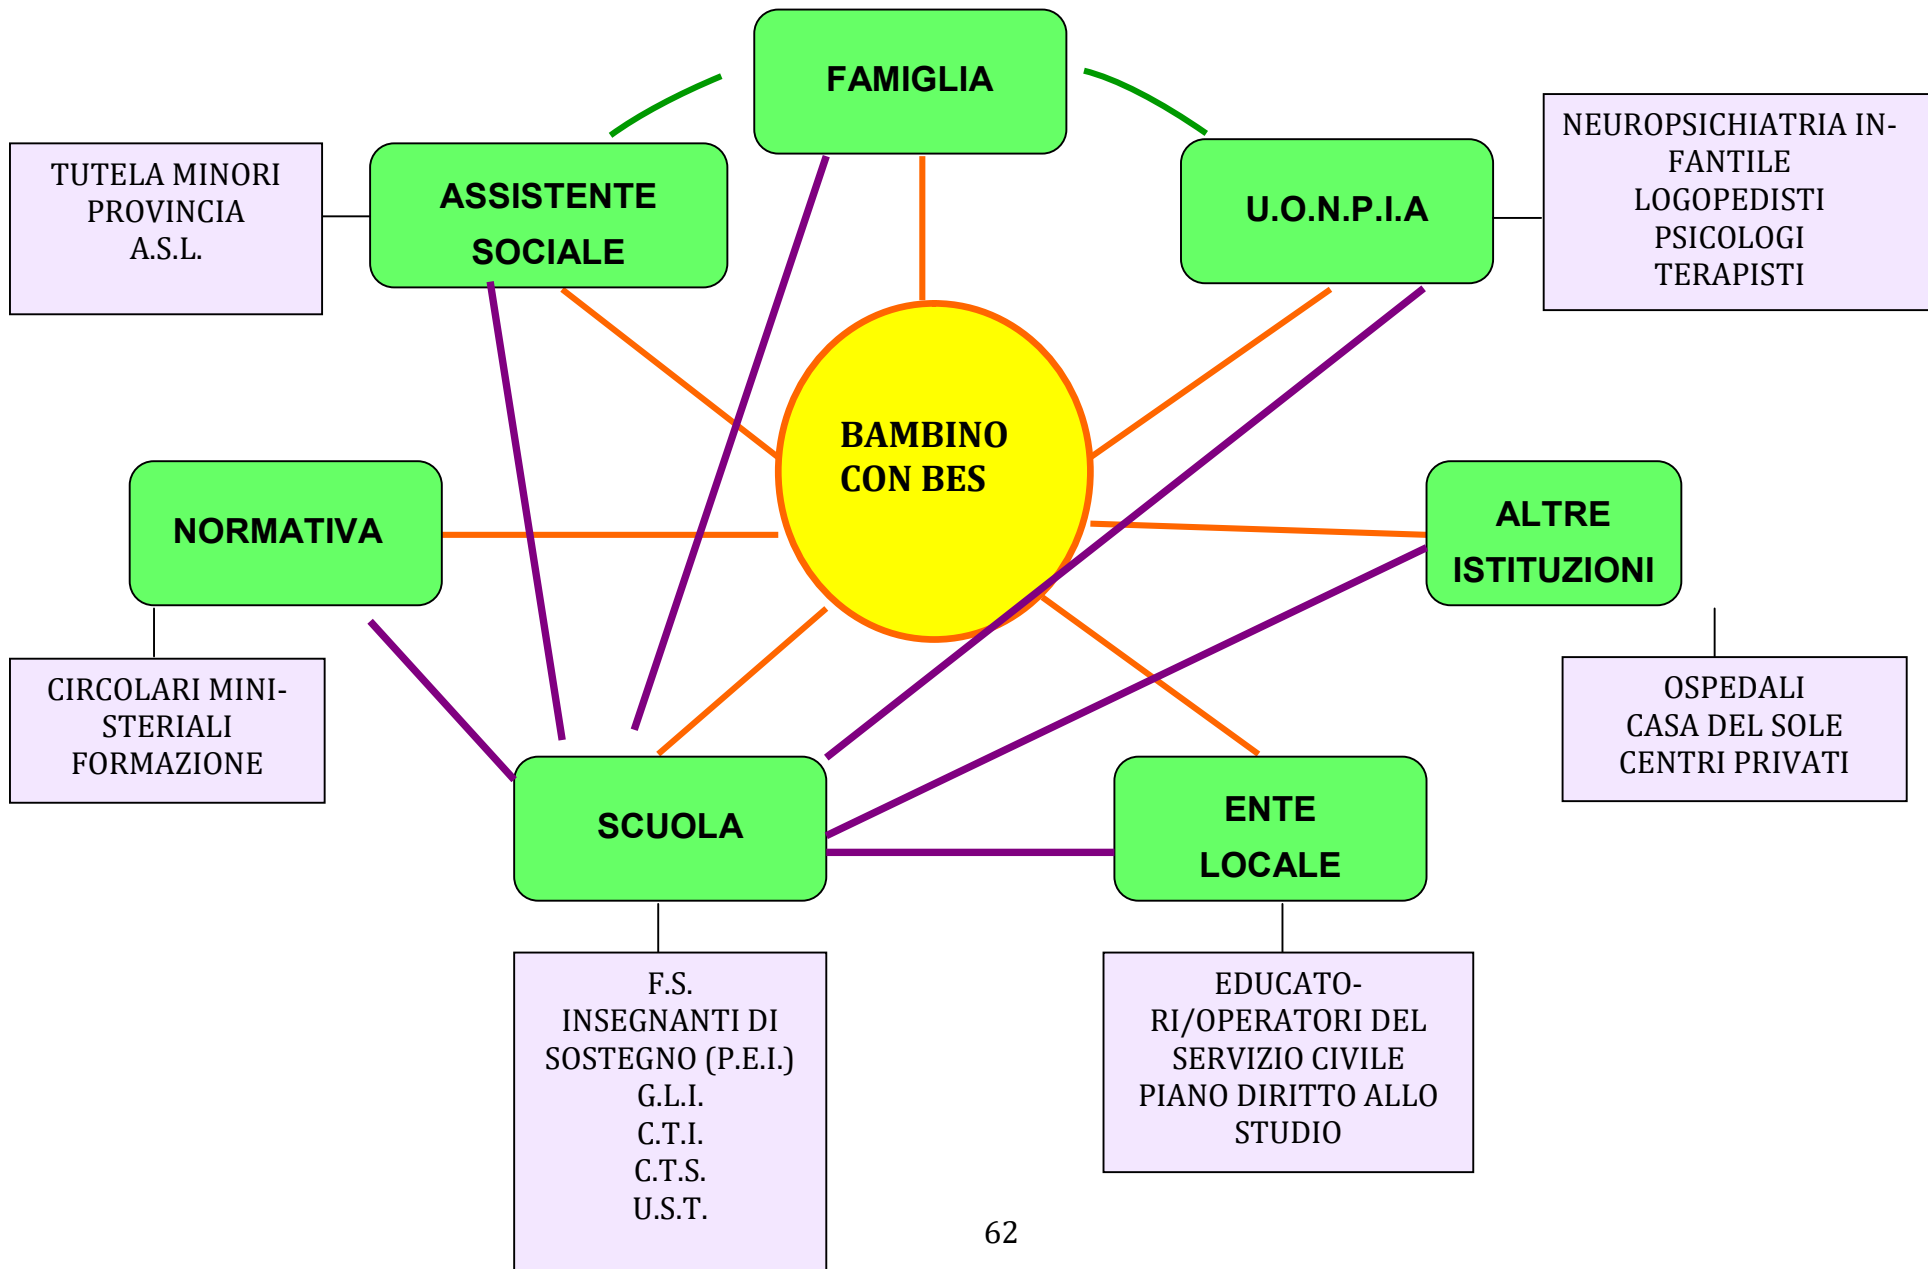 FAMIGLIA
TUTELA MINORI
PROVINCIA
A.S.L.
ASSISTENTE
SOCIALE
U.O.N.P.I.A
NEUROPSICHIATRIA IN-
FANTILE
LOGOPEDISTI
PSICOLOGI
TERAPISTI
BAMBINO
CON BES
NORMATIVA
ALTRE
ISTITUZIONI
CIRCOLARI MINI-
STERIALI
FORMAZIONE
OSPEDALI
CASA DEL SOLE
CENTRI PRIVATI
SCUOLA
ENTE
LOCALE
F.S.
INSEGNANTI DI
SOSTEGNO (P.E.I.)
G.L.I.
C.T.I.
C.T.S.
U.S.T.
EDUCATO-
RI/OPERATORI DEL
SERVIZIO CIVILE
PIANO DIRITTO ALLO
STUDIO
62